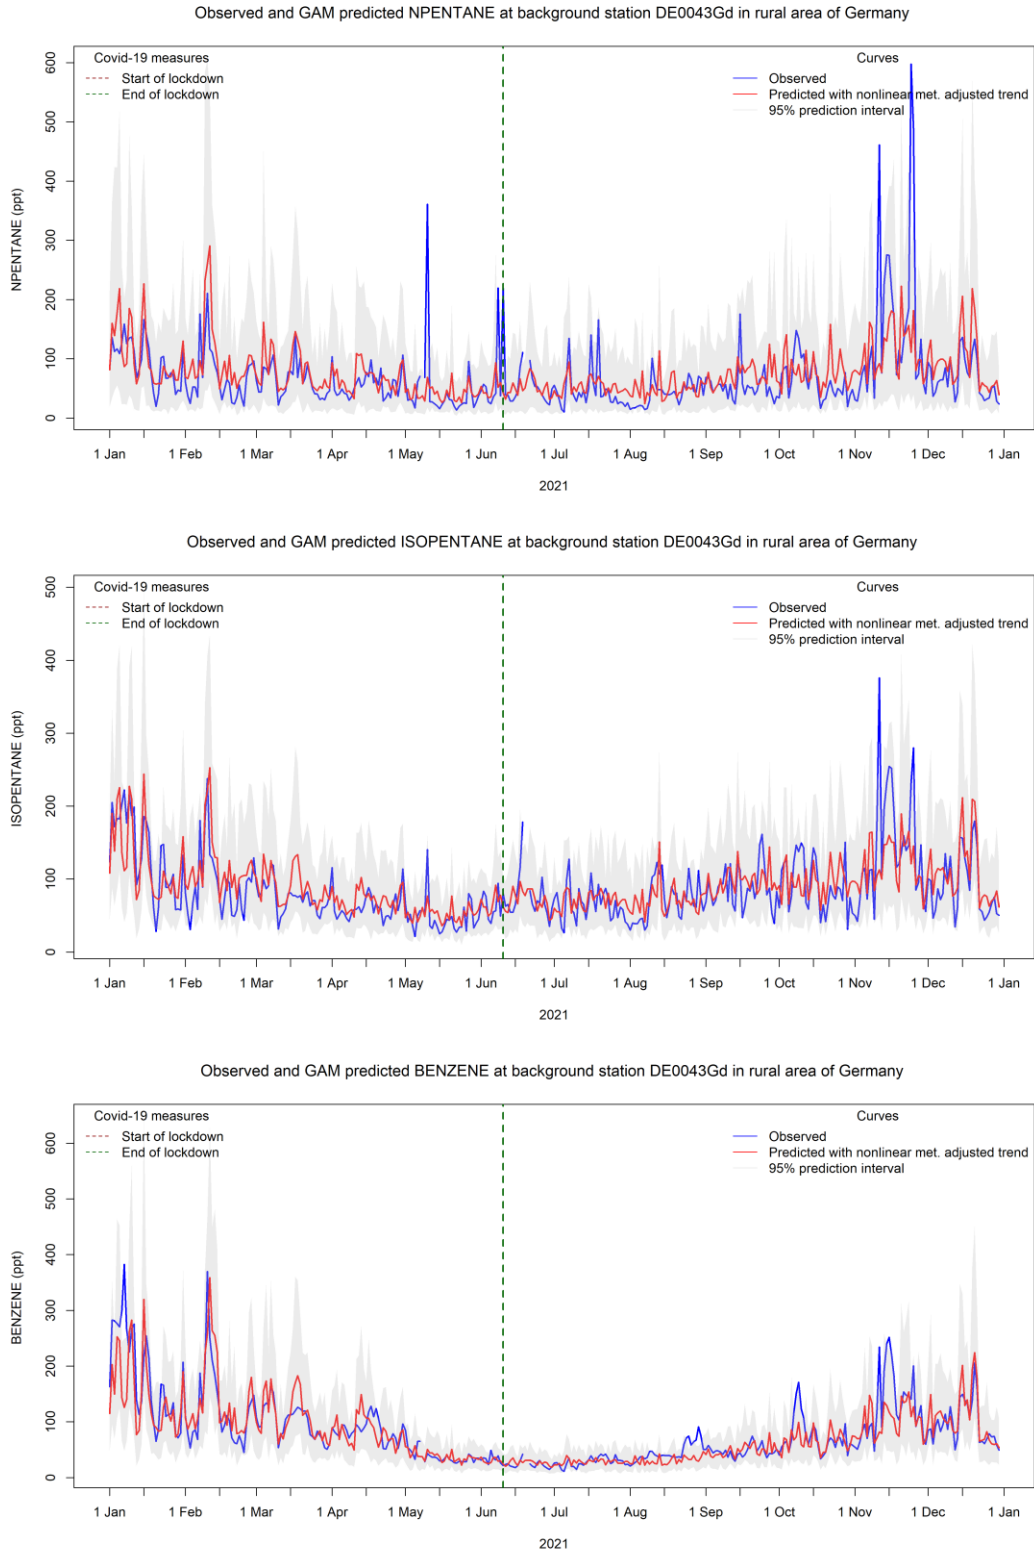 Observed and GAM predicted NPENTANE at background station DE0043Gd in rural area of Germany
Covid-19 measures
Start of lockdown
End of lockdown
Curves
Observed
Predicted with nonlinear met. adjusted trend
95% prediction interval
NPENTANE (ppt)
600
500
400
300
200
100
0
1 Jan 1 Feb 1 Mar 1 Apr 1 May 1 Jun 1 Jul 1 Aug 1 Sep 1 Oct 1 Nov 1 Dec 1 Jan
2021
Observed and GAM predicted ISOPENTANE at background station DE0043Gd in rural area of Germany
Covid-19 measures
Start of lockdown
End of lockdown
Curves
Observed
Predicted with nonlinear met. adjusted trend
95% prediction interval
ISOPENTANE (ppt)
500
400
300
200
100
0
1 Jan 1 Feb 1 Mar 1 Apr 1 May 1 Jun 1 Jul 1 Aug 1 Sep 1 Oct 1 Nov 1 Dec 1 Jan
2021
Observed and GAM predicted BENZENE at background station DE0043Gd in rural area of Germany
Covid-19 measures
Start of lockdown
End of lockdown
Curves
Observed
Predicted with nonlinear met. adjusted trend
95% prediction interval
BENZENE (ppt)
600
500
400
300
200
100
0
1 Jan 1 Feb 1 Mar 1 Apr 1 May 1 Jun 1 Jul 1 Aug 1 Sep 1 Oct 1 Nov 1 Dec 1 Jan
2021